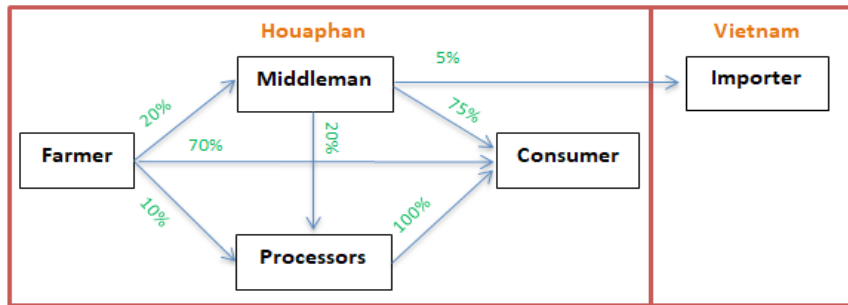 Houaphan
Vietnam
5%
Middleman
Importer
20%
75%
20%
Farmer
70%
Consumer
10%
100%
Processors